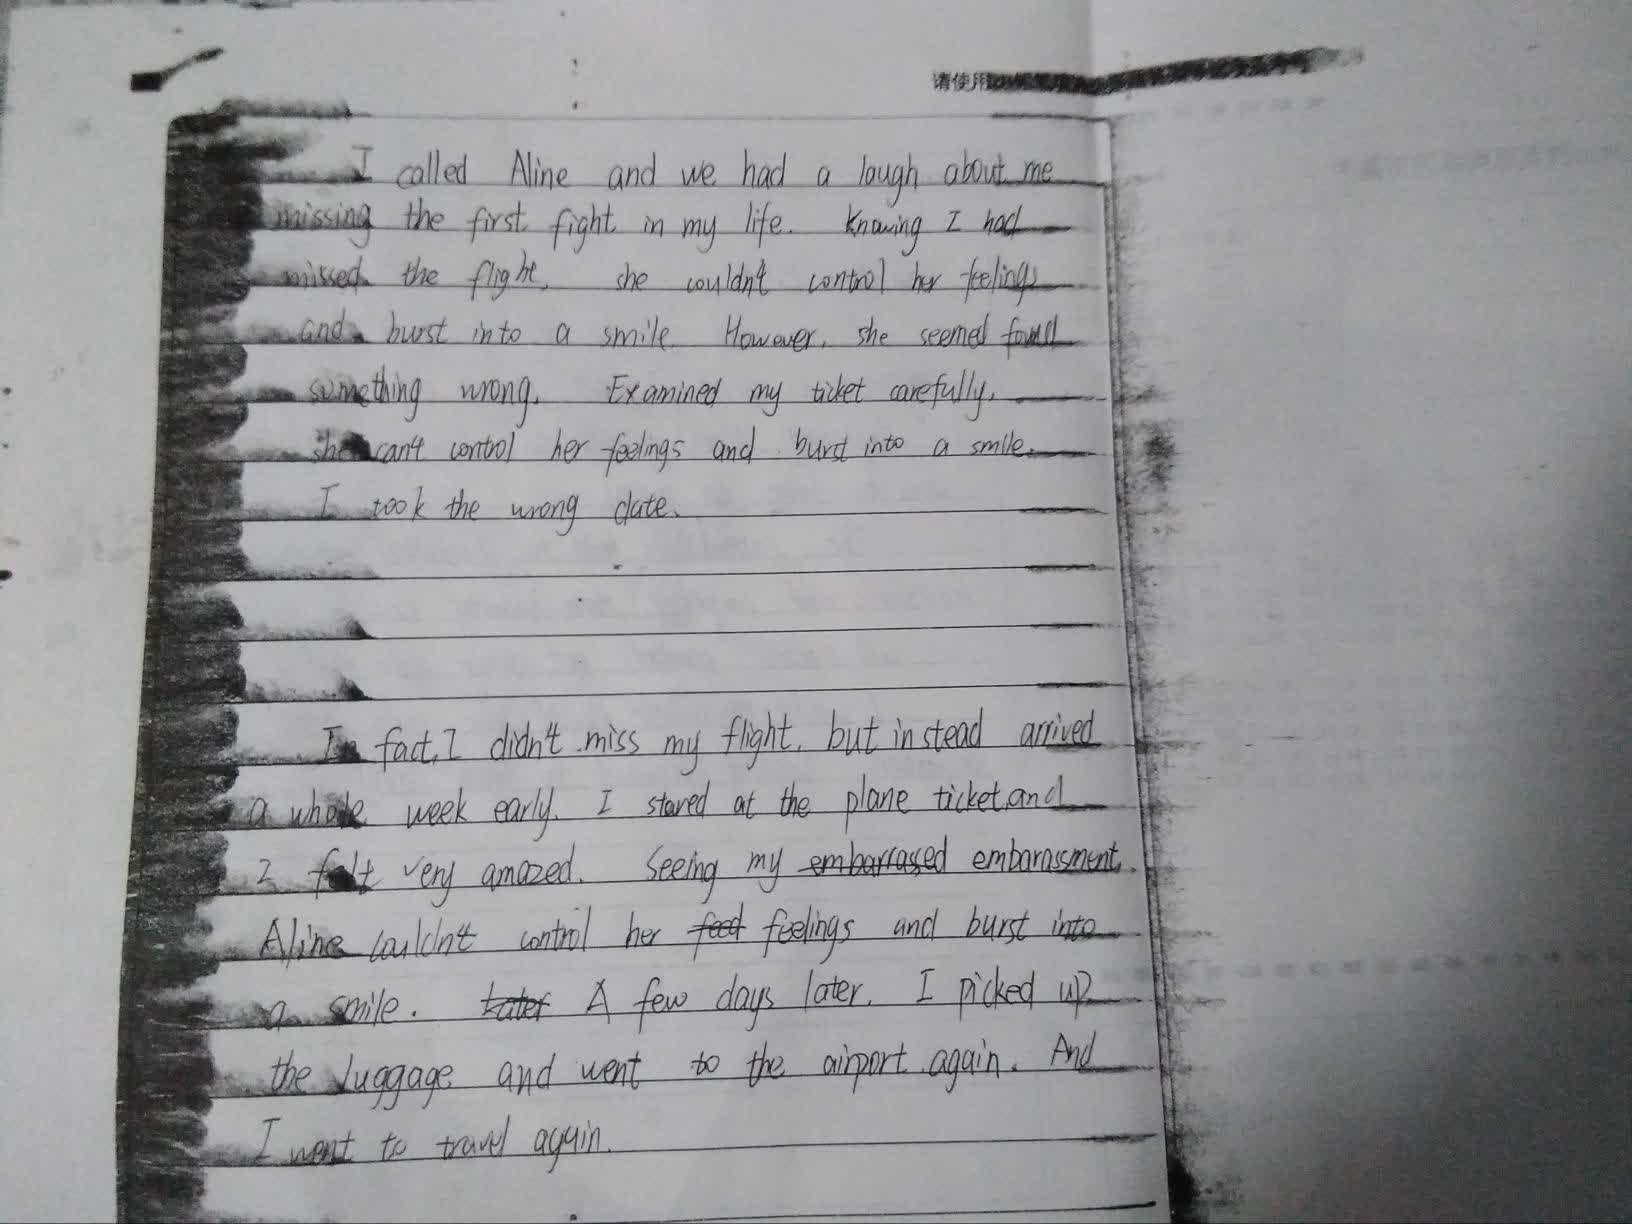 请使用
I called Aline and we had a laugh about me
missing the first fight in my life. Knowing I had
missed the flight, she couldn't control her feelings
and burst into a smile. However, she seemed found
something wrong. Examined my ticket carefully,
she can't control her feelings and burst into a smile.
I took the wrong date.
In fact, I didn't miss my flight, but instead arrived
a whole week early. I stared at the plane ticket, and
I felt very amazed. Seeing my embarrassed embarassment,
Aline couldn't control her feed feelings and burst into
a smile. Later A few days later, I picked up
the luggage and went to the airport again. And
I went to travel again.